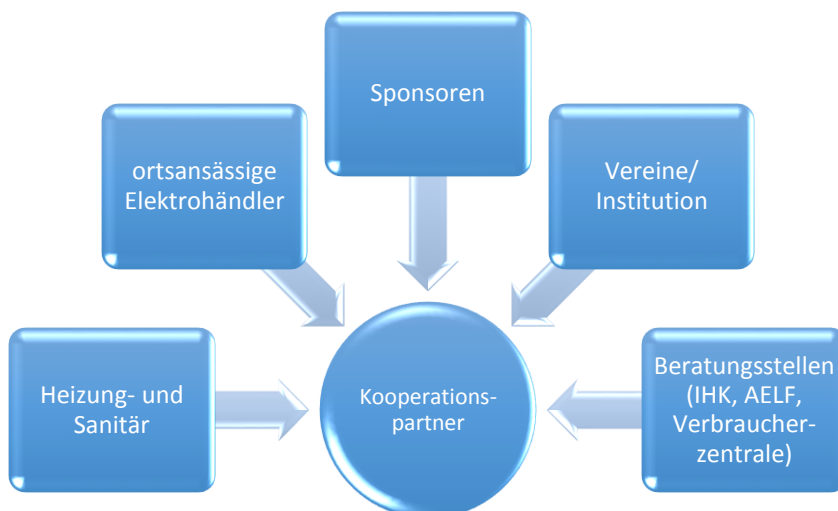 Sponsoren
ortsansässige
Elektrohändler
Vereine/
Institution
Heizung- und
Sanitär
Kooperations-
partner
Beratungsstellen
(IHK, AELF,
Verbraucher-
zentrale)